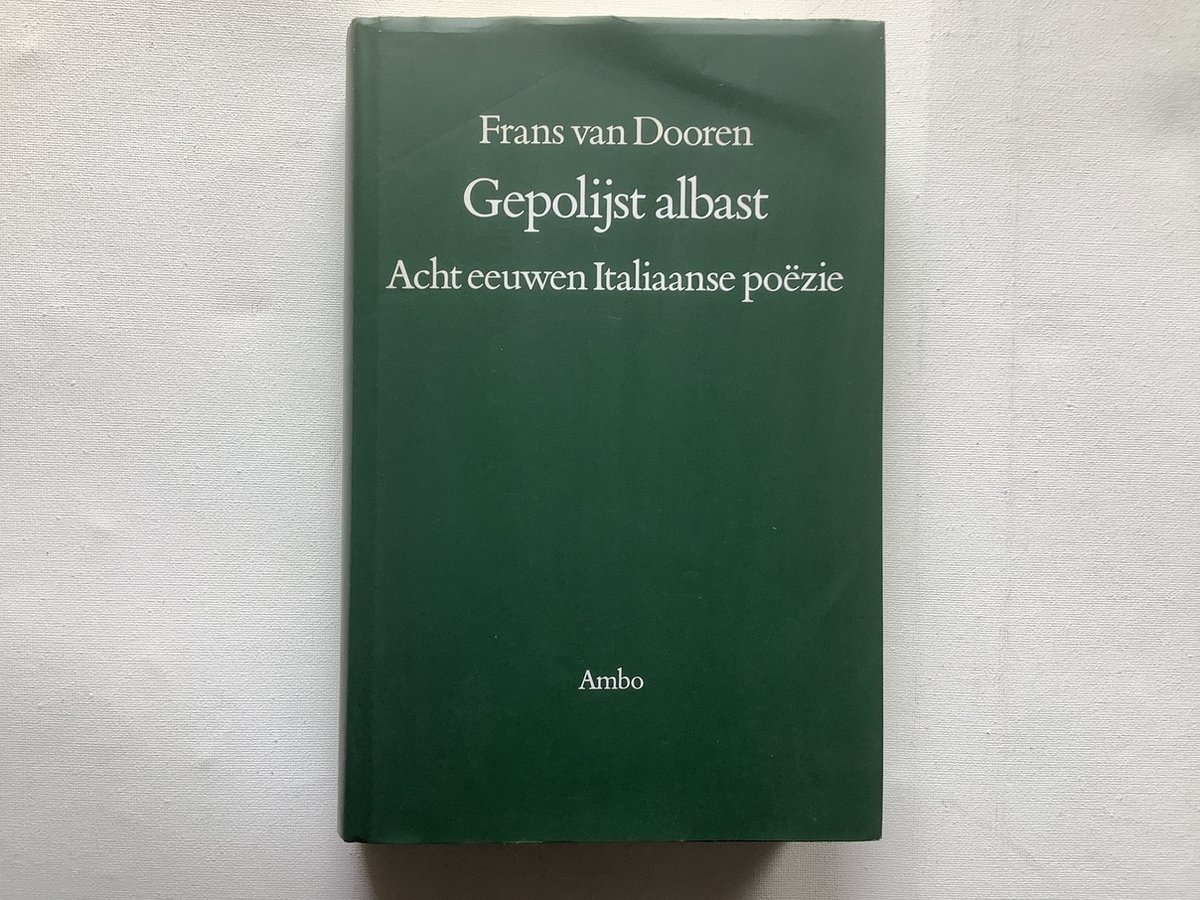 Frans van Dooren
Gepolijst albast
Acht eeuwen Italiaanse poëzie
Ambo